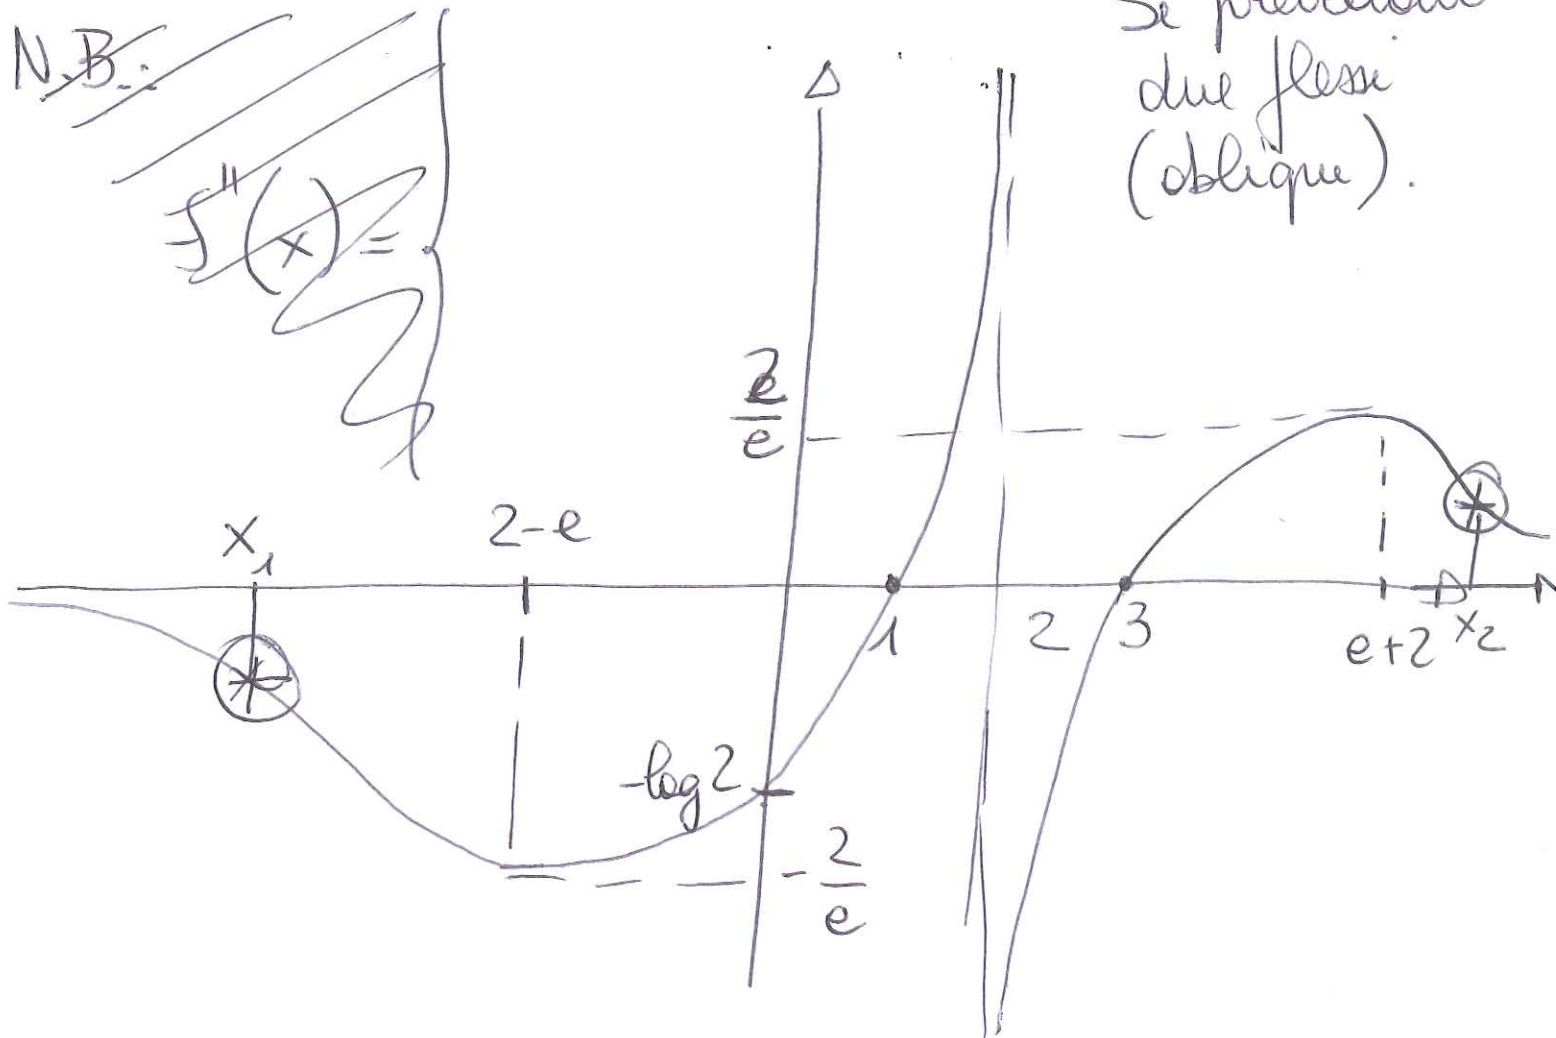 N.B.:
f''(x) =
Si prevedono
due flessi
(oblique).
2/e
x₁
2-e
1
2
3
e+2
x₂
-log2
-2/e